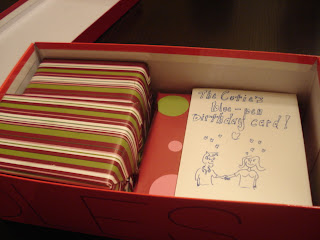 The Cutie's
blue-pen
birthday card!